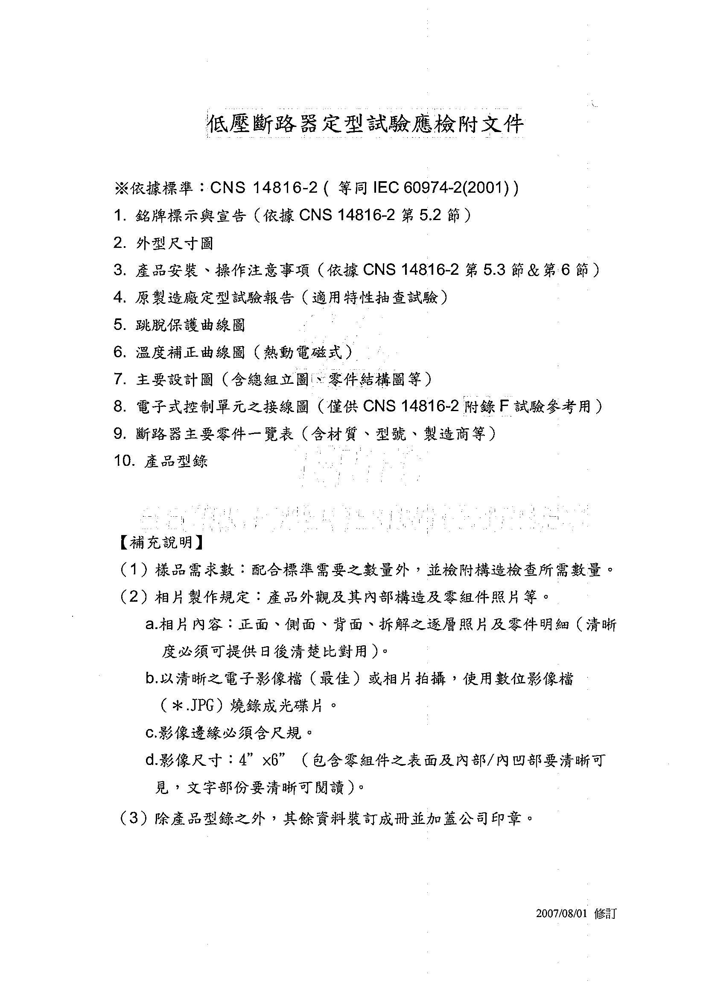 低壓斷路器定型試驗應檢附文件
※依據標準：CNS 14816-2 ( 等同 IEC 60974-2(2001) )
1. 銘牌標示與宣告（依據 CNS 14816-2 第 5.2 節）
2. 外型尺寸圖
3. 產品安裝、操作注意事項（依據 CNS 14816-2 第 5.3 節&第 6 節）
4. 原製造廠定型試驗報告（適用特性抽查試驗）
5. 跳脫保護曲線圖
6. 溫度補正曲線圖（熱動電磁式）
7. 主要設計圖（含總組立圖、零件結構圖等）
8. 電子式控制單元之接線圖（僅供 CNS 14816-2 附錄 F 試驗參考用）
9. 斷路器主要零件一覽表（含材質、型號、製造商等）
10. 產品型錄
【補充說明】
（1）樣品需求數：配合標準需要之數量外，並檢附構造檢查所需數量。
（2）相片製作規定：產品外觀及其內部構造及零組件照片等。
a.相片內容：正面、側面、背面、拆解之逐層照片及零件明細（清晰
度必須可提供日後清楚比對用）。
b.以清晰之電子影像檔（最佳）或相片拍攝，使用數位影像檔
（＊.JPG）燒錄成光碟片。
c.影像邊緣必須含尺規。
d.影像尺寸：4” x6” （包含零組件之表面及內部/內凹部要清晰可
見，文字部份要清晰可閱讀）。
（3）除產品型錄之外，其餘資料裝訂成冊並加蓋公司印章。
2007/08/01 修訂